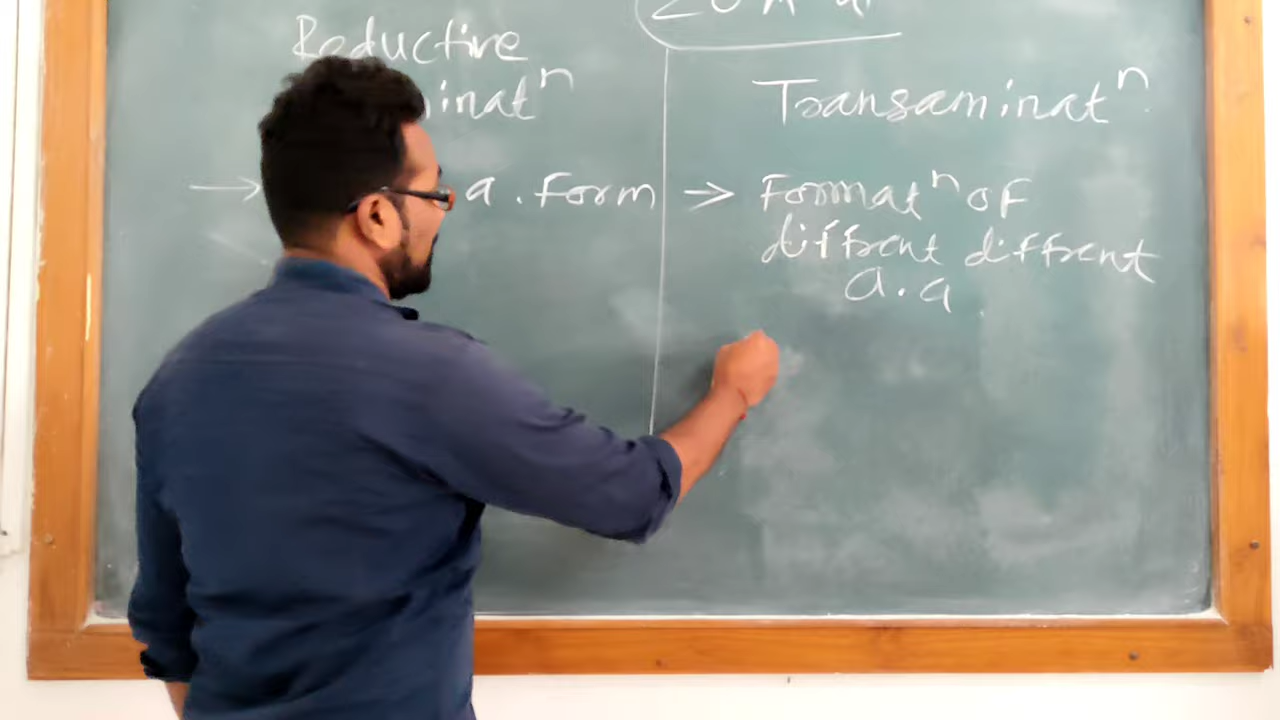 Reductive
inatⁿ
Transaminatⁿ
→ a. form
→ Formatⁿ of
diffrent diffrent
a.a